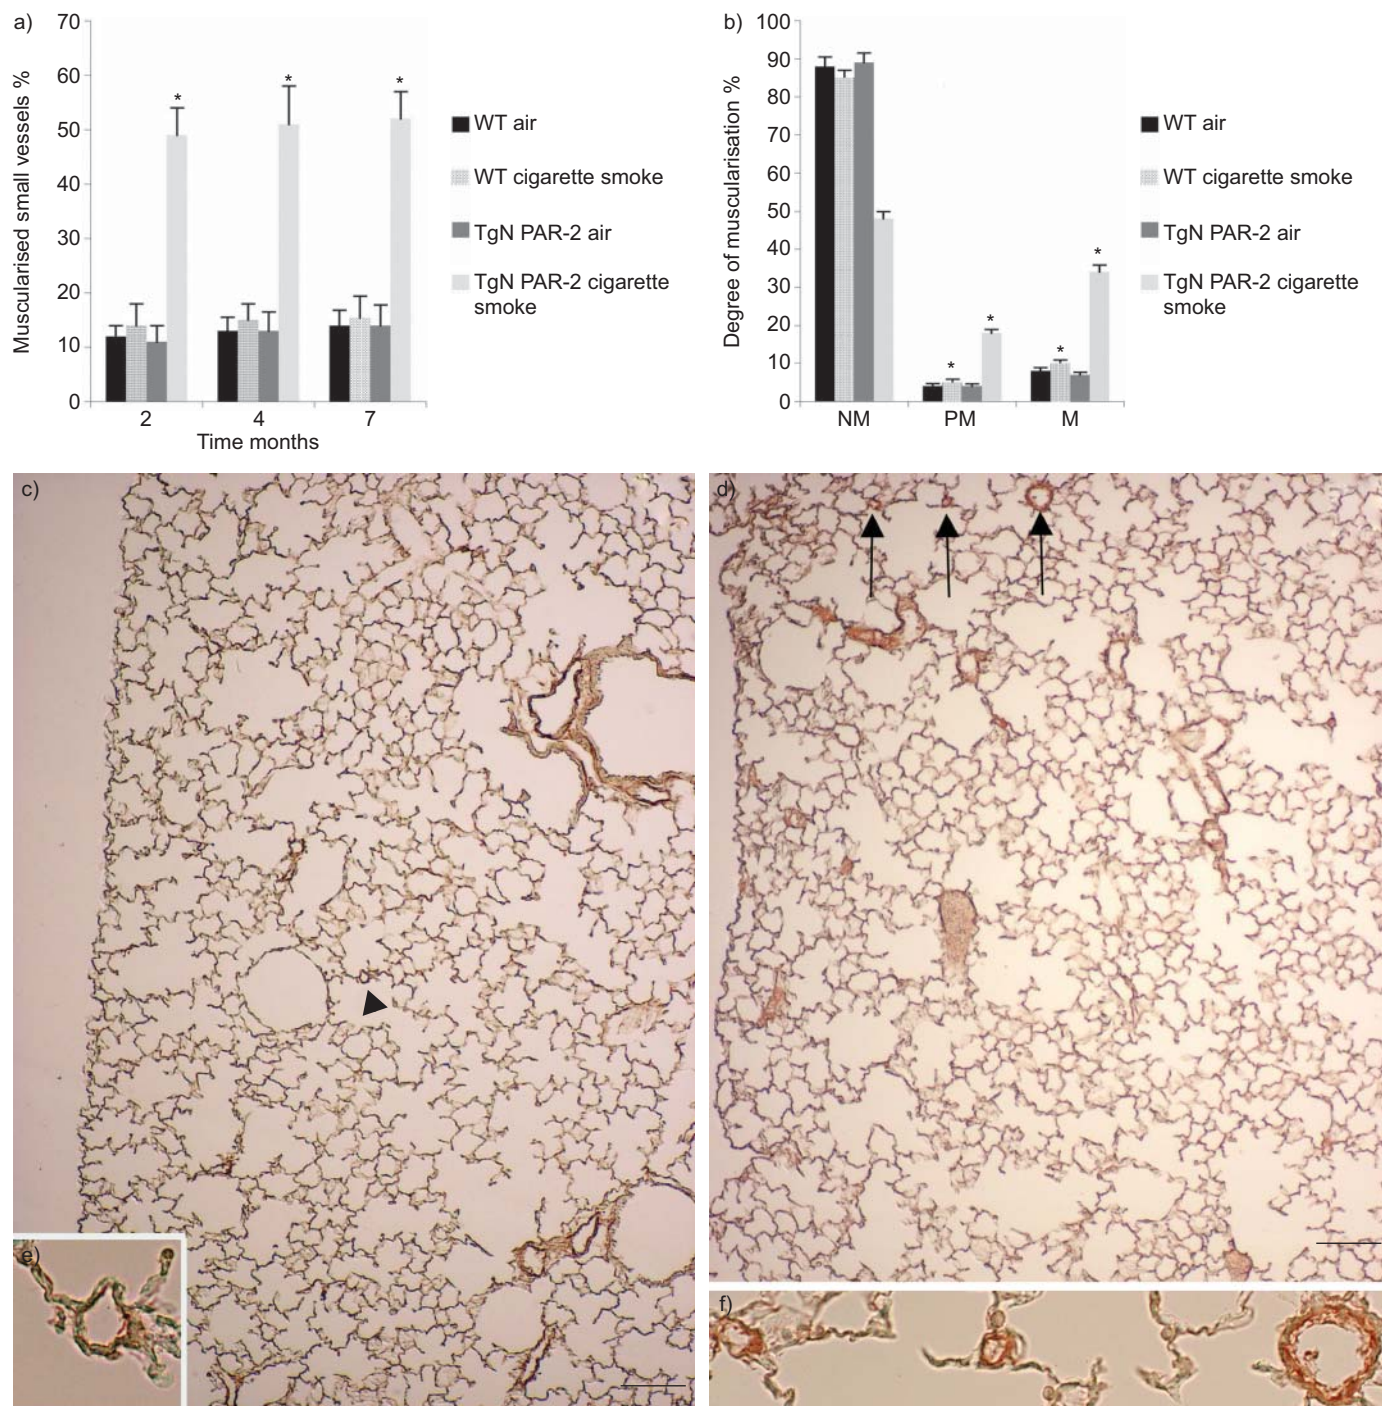 a)
70
60
50
40
30
20
10
0
Muscularised small vessels %
*
*
*
2
4
7
Time months
WT air
WT cigarette smoke
TgN PAR-2 air
TgN PAR-2 cigarette
smoke
b)
100
90
80
70
60
50
40
30
20
10
0
Degree of muscularisation %
*
*
*
*
NM
PM
M
WT air
WT cigarette smoke
TgN PAR-2 air
TgN PAR-2 cigarette
smoke
c)
d)
e)
f)